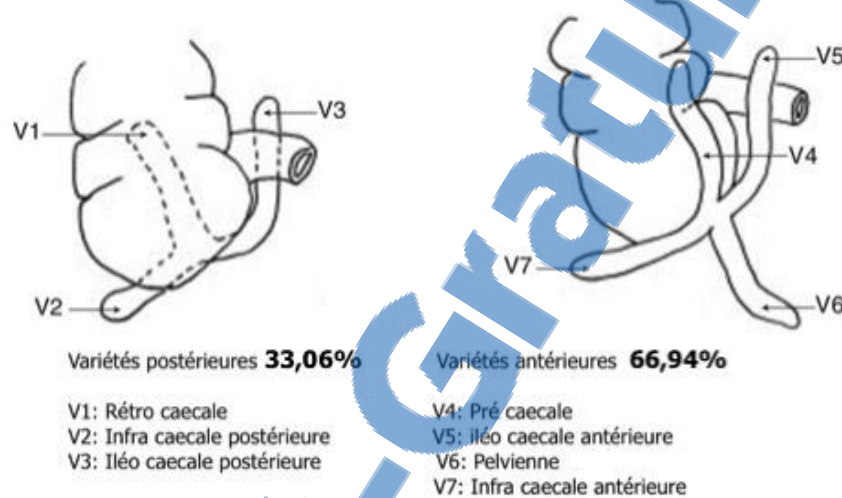 V1
V3
V2
V5
V4
V7
V6
Variétés postérieures 33,06%
V1: Rétro caecale
V2: Infra caecale postérieure
V3: Iléo caecale postérieure
Variétés antérieures 66,94%
V4: Pré caecale
V5: iléo caecale antérieure
V6: Pelvienne
V7: Infra caecale antérieure
-Gratui